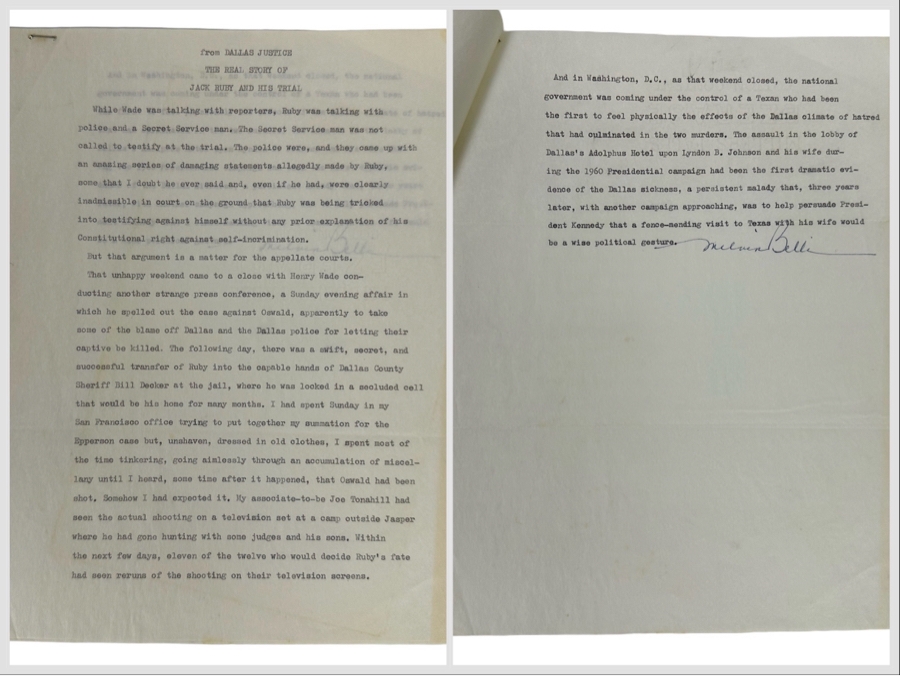 from DALLAS JUSTICE
THE REAL STORY OF
JACK RUBY AND HIS TRIAL
While Wade was talking with reporters, Ruby was talking with
police and a Secret Service man. The Secret Service man was not
called to testify at the trial. The police were, and they came up with
an amazing series of damaging statements allegedly made by Ruby,
some that I doubt he ever said and, even if he had, were clearly
inadmissible in court on the ground that Ruby was being tricked
into testifying against himself without any prior explanation of his
Constitutional right against self-incrimination.
But that argument is a matter for the appellate courts.
That unhappy weekend came to a close with Henry Wade con-
ducting another strange press conference, a Sunday evening affair in
which he spelled out the case against Oswald, apparently to take
some of the blame off Dallas and the Dallas police for letting their
captive be killed. The following day, there was a swift, secret, and
successful transfer of Ruby into the capable hands of Dallas County
Sheriff Bill Decker at the jail, where he was locked in a secluded cell
that would be his home for many months. I had spent Sunday in my
San Francisco office trying to put together my summation for the
Epperson case but, unshaven, dressed in old clothes, I spent most of
the time tinkering, going aimlessly through an accumulation of miscel-
lany until I heard, some time after it happened, that Oswald had been
shot. Somehow I had expected it. My associate-to-be Joe Tonahill had
seen the actual shooting on a television set at a camp outside Jasper
where he had gone hunting with some judges and his sons. Within
the next few days, eleven of the twelve who would decide Ruby's fate
had seen reruns of the shooting on their television screens.
And in Washington, D.C., as that weekend closed, the national
government was coming under the control of a Texan who had been
the first to feel physically the effects of the Dallas climate of hatred
that had culminated in the two murders. The assault in the lobby of
Dallas's Adolphus Hotel upon Lyndon B. Johnson and his wife dur-
ing the 1960 Presidential campaign had been the first dramatic evi-
dence of the Dallas sickness, a persistent malady that, three years
later, with another campaign approaching, was to help persuade Presi-
dent Kennedy that a fence-mending visit to Texas with his wife would
be a wise political gesture.
Melvin Belli